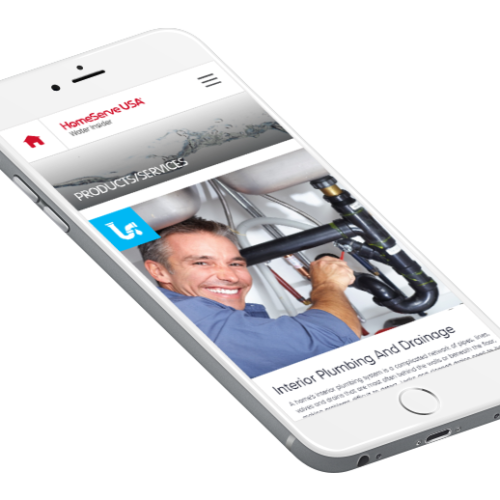 HomeServe USA
Water Insider
PRODUCTS/SERVICES
Interior Plumbing And Drainage
A home's interior plumbing system is a complicated network of pipes, lines,
valves and drains that are most often behind the walls or beneath the floor,